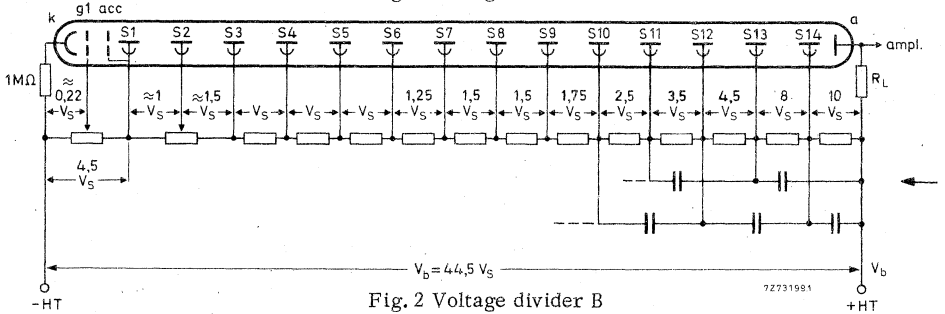 k g1 acc S1 S2 S3 S4 S5 S6 S7 S8 S9 S10 S11 S12 S13 S14 a
ampl.
1MΩ
R_L
≈ 0,22 V_S
≈1 V_S
≈1,5 V_S
V_S
V_S
V_S
1,25 V_S
1,5 V_S
1,5 V_S
1,75 V_S
2,5 V_S
3,5 V_S
4,5 V_S
8 V_S
10 V_S
4,5 V_S
V_b = 44,5 V_S
V_b
7Z73198.1
-HT
Fig. 2 Voltage divider B
+HT